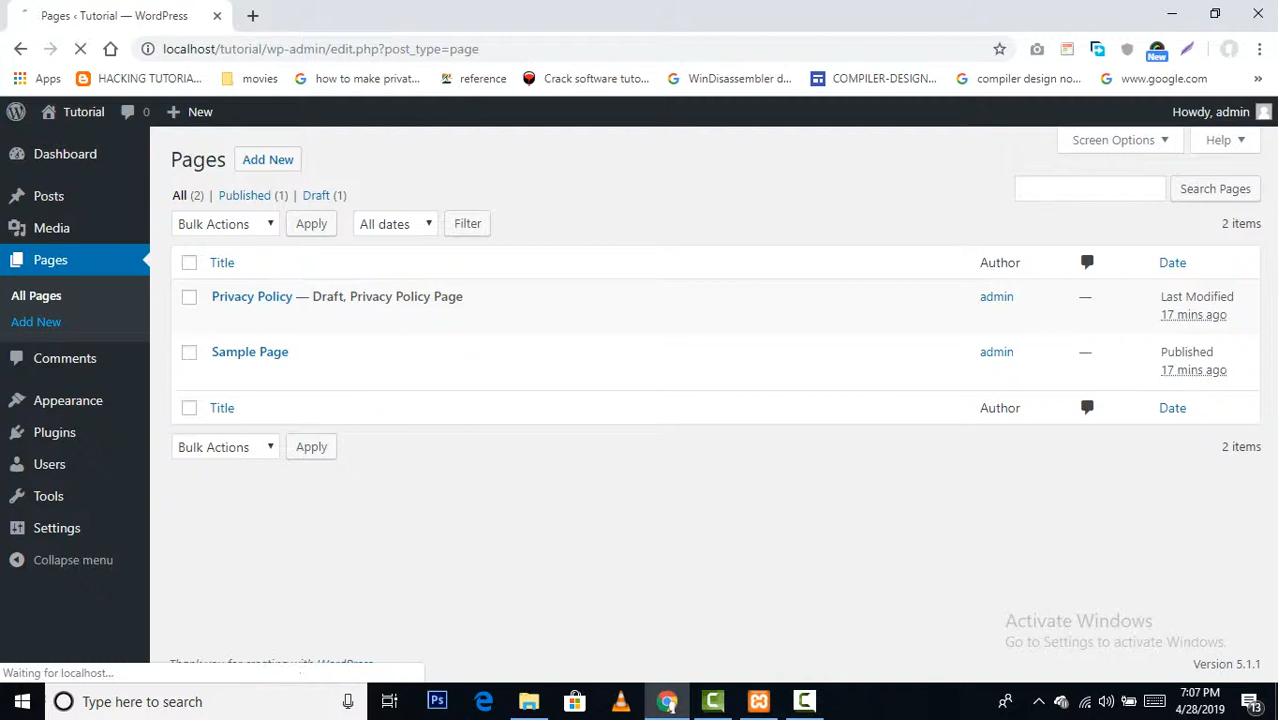 Pages ‹ Tutorial — WordPress
localhost/tutorial/wp-admin/edit.php?post_type=page
New
Apps
HACKING TUTORIA...
movies
how to make privat...
reference
Crack software tuto...
WinDisassembler d...
COMPILER-DESIGN...
compiler design no...
www.google.com
»
Tutorial
0
New
Howdy, admin
Dashboard
Posts
Media
Pages
All Pages
Add New
Comments
Appearance
Plugins
Users
Tools
Settings
Collapse menu
Screen Options
Help
Pages
Add New
All (2) | Published (1) | Draft (1)
Search Pages
Bulk Actions
Apply
All dates
Filter
2 items
Title
Author
Date
Privacy Policy — Draft, Privacy Policy Page
admin
—
Last Modified
17 mins ago
Sample Page
admin
—
Published
17 mins ago
Title
Author
Date
Bulk Actions
Apply
2 items
Activate Windows
Go to Settings to activate Windows.
Thank you for creating with WordPress
Version 5.1.1
Waiting for localhost...
Type here to search
Ps
7:07 PM
4/28/2019
13